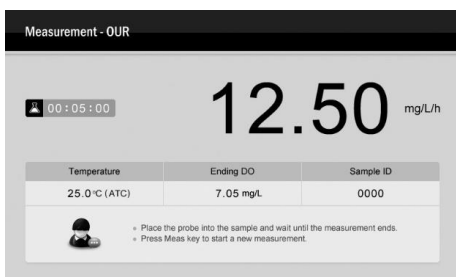 Measurement - OUR
00:05:00
12.50 mg/L/h
Temperature Ending DO Sample ID
25.0 ºC (ATC) 7.05 mg/L 0000
Place the probe into the sample and wait until the measurement ends.
Press Meas key to start a new measurement.